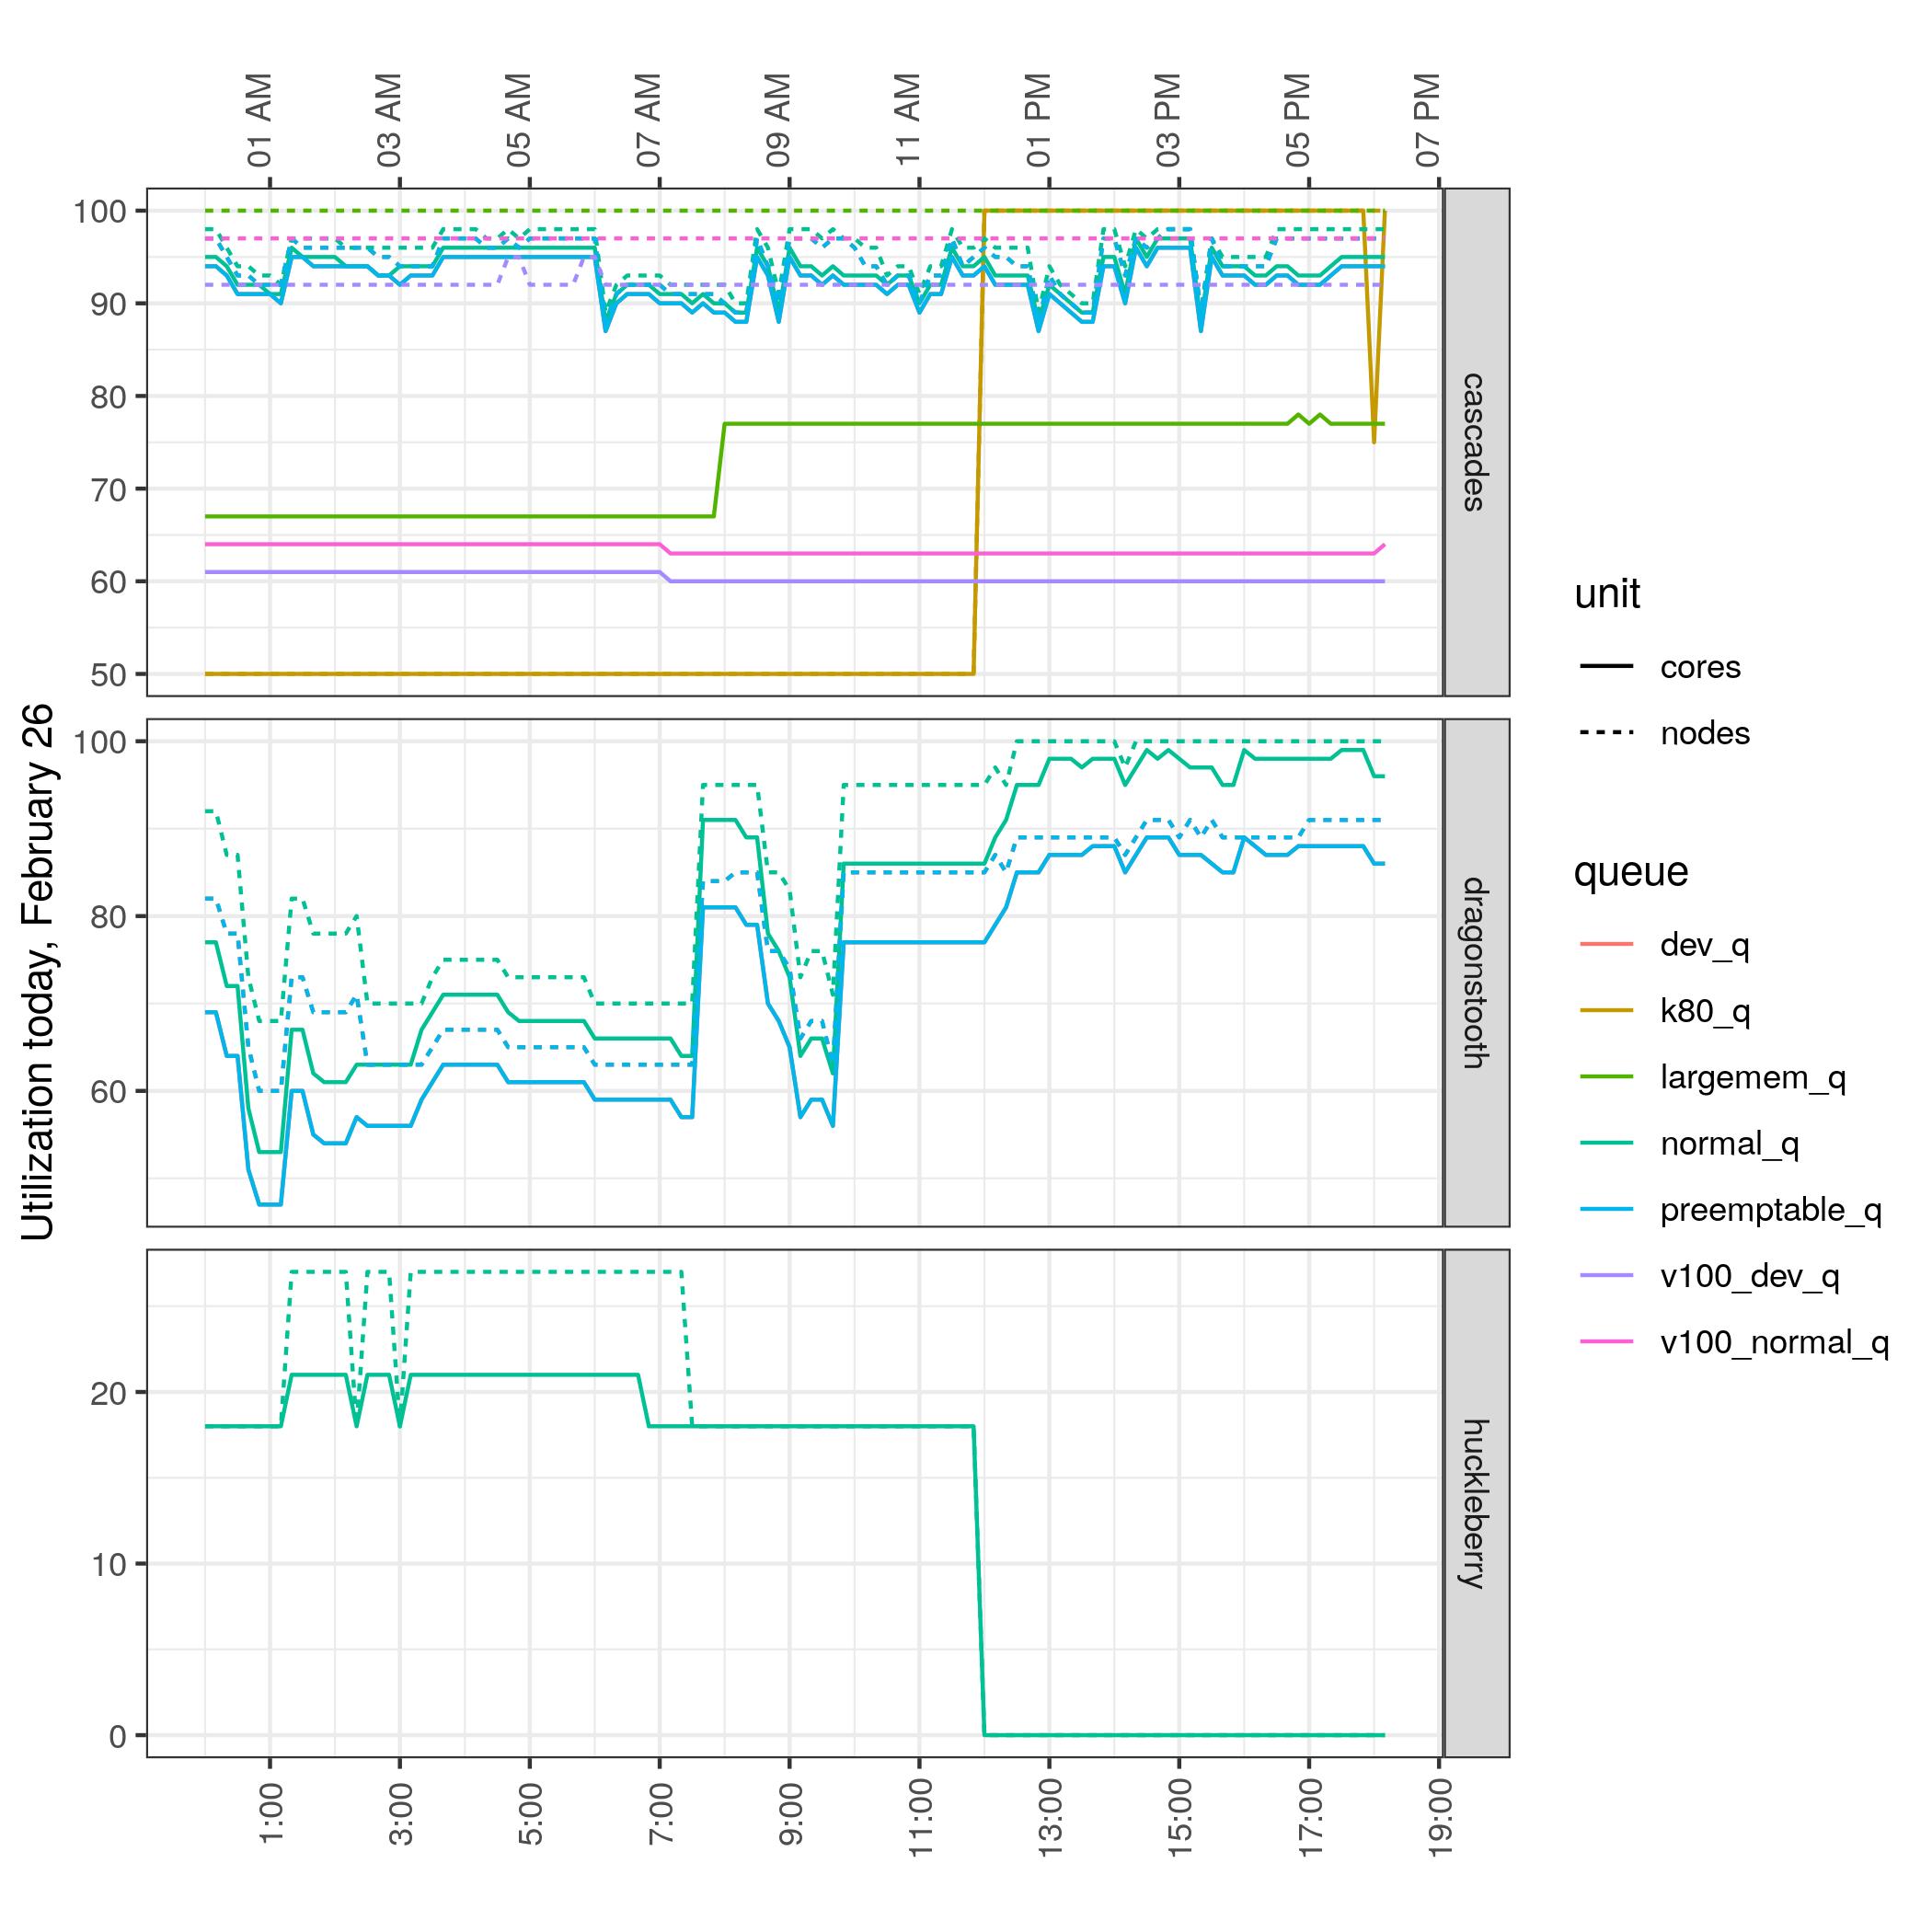 01 AM
03 AM
05 AM
07 AM
09 AM
11 AM
01 PM
03 PM
05 PM
07 PM
Utilization today, February 26
100
90
80
70
60
50
cascades
100
80
60
dragonstooth
20
10
0
huckleberry
1:00
3:00
5:00
7:00
9:00
11:00
13:00
15:00
17:00
19:00
unit
cores
nodes
queue
dev_q
k80_q
largemem_q
normal_q
preemptable_q
v100_dev_q
v100_normal_q